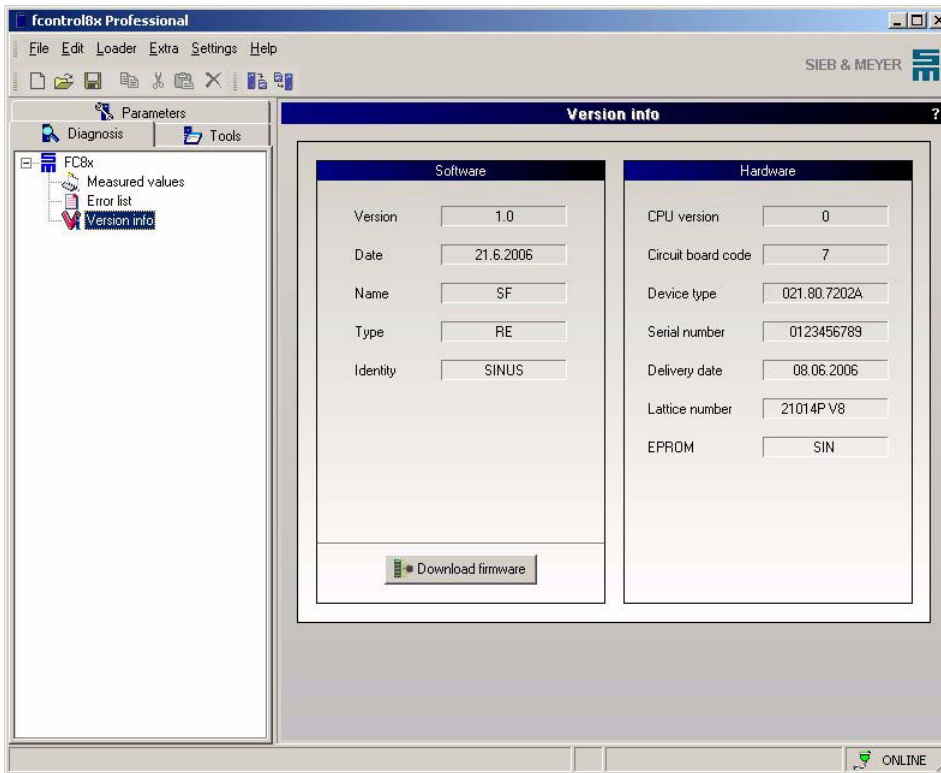 fcontrol8x Professional
File Edit Loader Extra Settings Help
SIEB & MEYER
Parameters
Diagnosis Tools
FC8x
Measured values
Error list
Version info
Version info ?
Software
Version 1.0
Date 21.6.2006
Name SF
Type RE
Identity SINUS
Download firmware
Hardware
CPU version 0
Circuit board code 7
Device type 021.80.7202A
Serial number 0123456789
Delivery date 08.06.2006
Lattice number 21014P V8
EPROM SIN
ONLINE